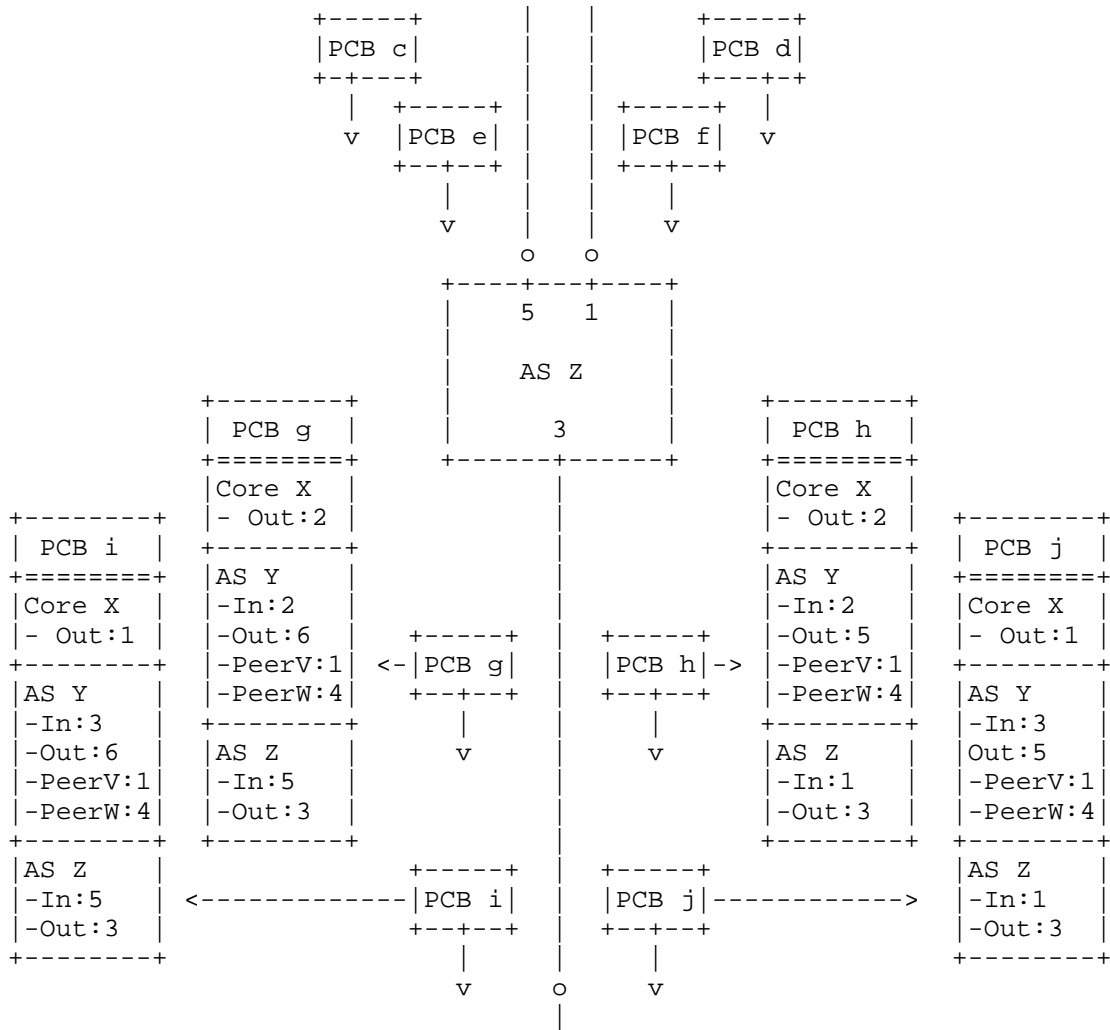 PCB c PCB d
PCB e PCB f
v v
v v
o o
5 1
AS Z
PCB g 3 PCB h
Core X Core X
- Out:2 - Out:2
PCB i PCB j
AS Y AS Y
Core X -In:2 -In:2 Core X
- Out:1 -Out:6 -Out:5 - Out:1
-PeerV:1 <- PCB g PCB h -> -PeerV:1
AS Y -PeerW:4 -PeerW:4 AS Y
-In:3 -In:3
-Out:6 AS Z v v AS Z Out:5
-PeerV:1 -In:5 -In:1 -PeerV:1
-PeerW:4 -Out:3 -Out:3 -PeerW:4
AS Z AS Z
-In:5 <------------- PCB i PCB j ------------> -In:1
-Out:3 -Out:3
v o v